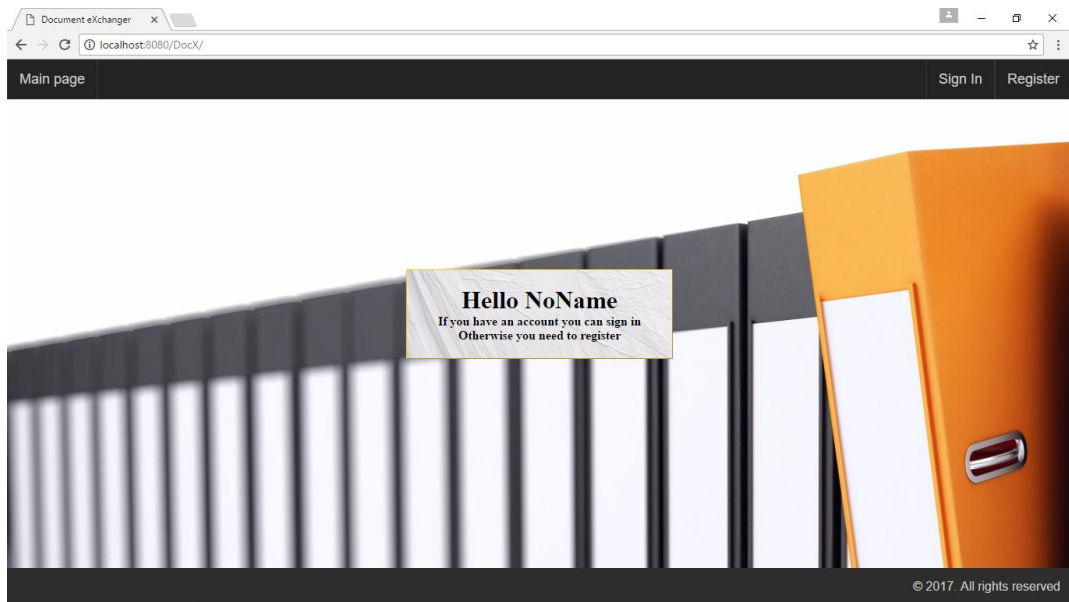 Document eXchanger
localhost:8080/DocX/
Main page
Sign In
Register
Hello NoName
If you have an account you can sign in
Otherwise you need to register
© 2017. All rights reserved